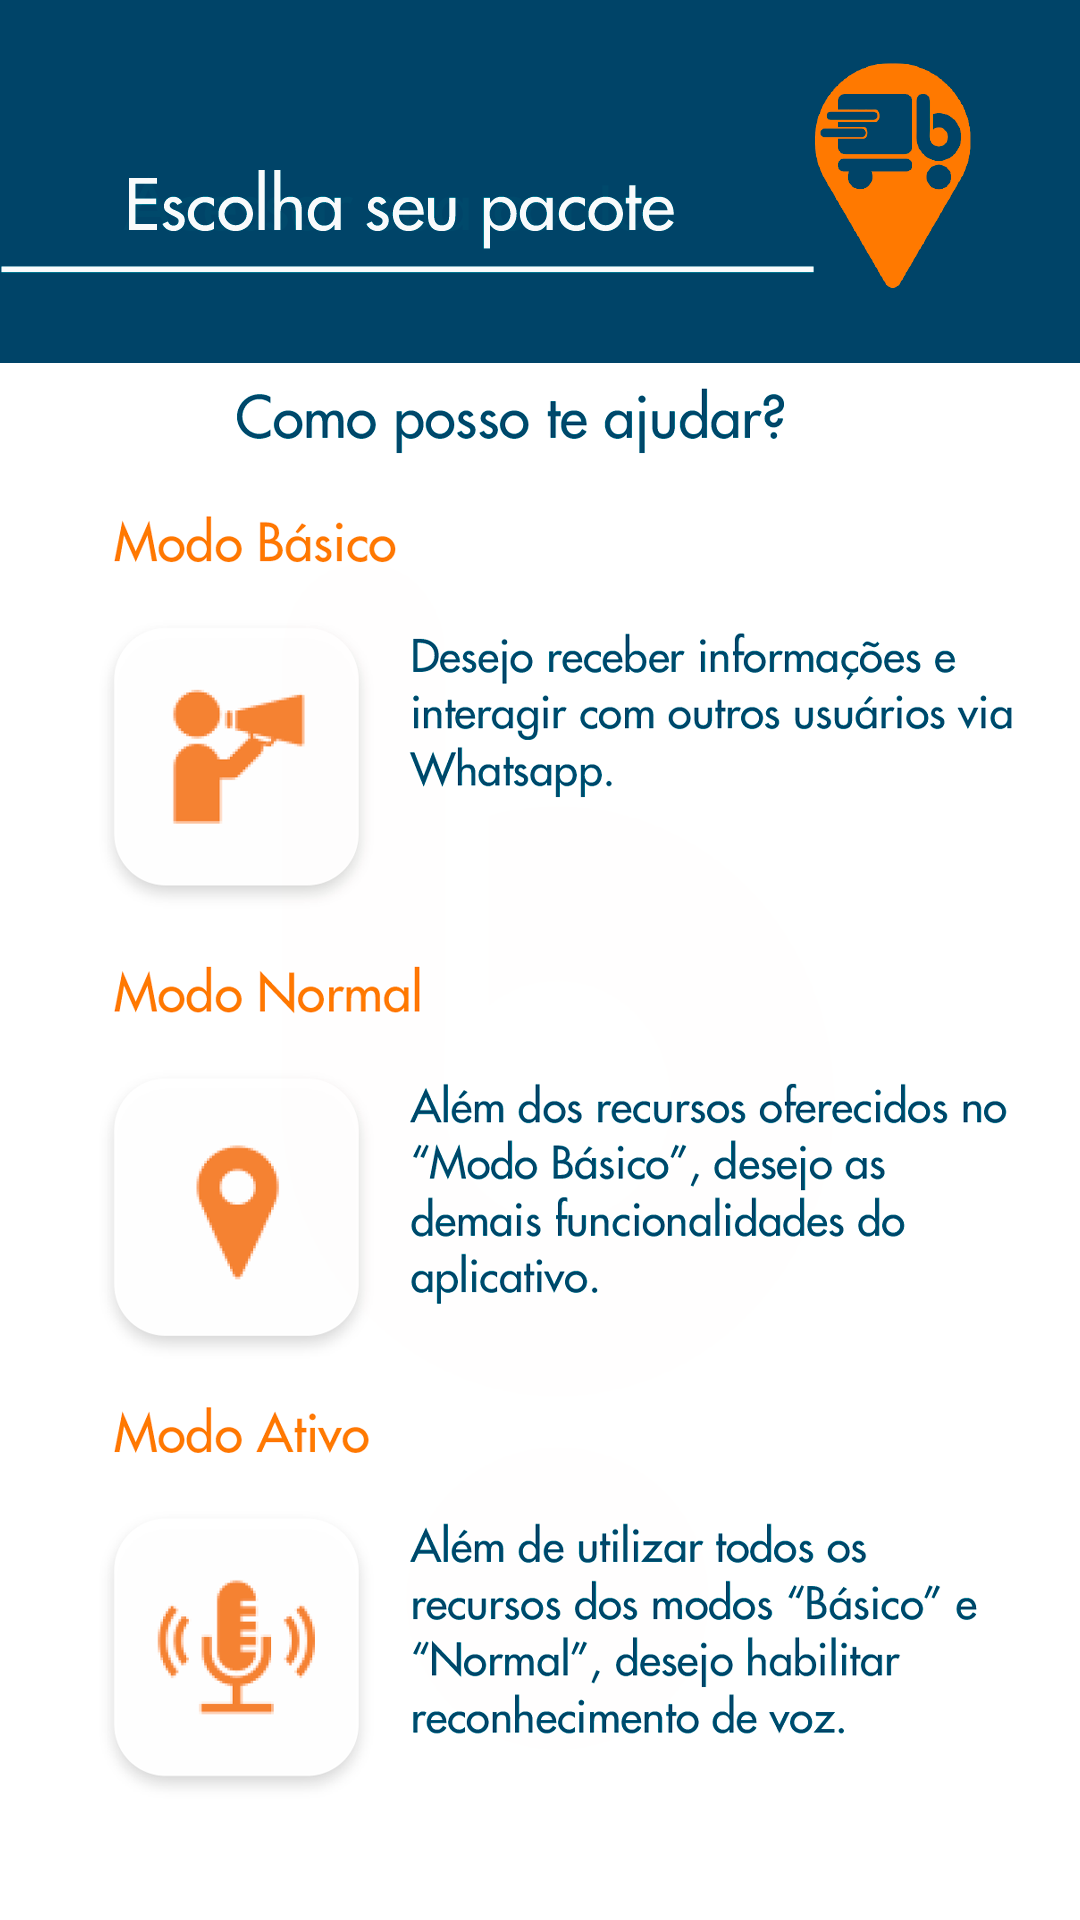 Escolha seu pacote
Como posso te ajudar?
Modo Básico
Desejo receber informações e
interagir com outros usuários via
Whatsapp.
Modo Normal
Além dos recursos oferecidos no
“Modo Básico”, desejo as
demais funcionalidades do
aplicativo.
Modo Ativo
Além de utilizar todos os
recursos dos modos “Básico” e
“Normal”, desejo habilitar
reconhecimento de voz.